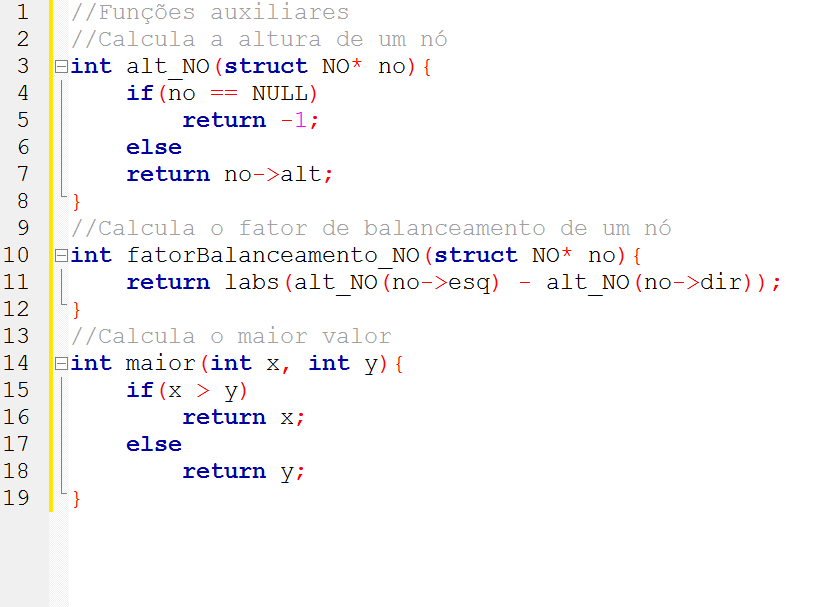 1 //Funções auxiliares
2 //Calcula a altura de um nó
3 int alt_NO(struct NO* no){
4 if(no == NULL)
5 return -1;
6 else
7 return no->alt;
8 }
9 //Calcula o fator de balanceamento de um nó
10 int fatorBalanceamento_NO(struct NO* no){
11 return labs(alt_NO(no->esq) - alt_NO(no->dir));
12 }
13 //Calcula o maior valor
14 int maior(int x, int y){
15 if(x > y)
16 return x;
17 else
18 return y;
19 }